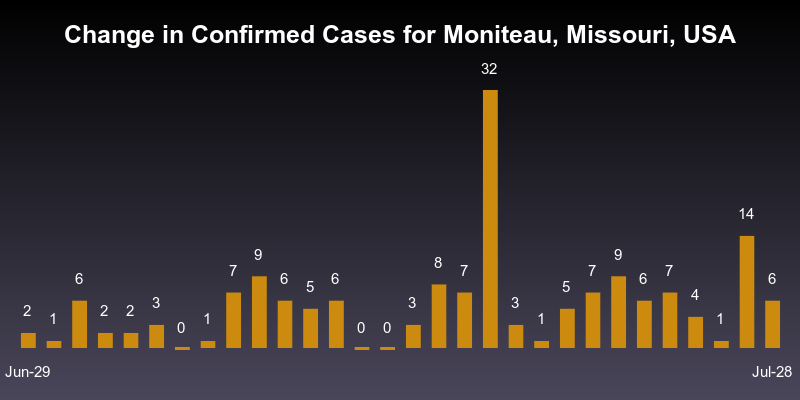 Change in Confirmed Cases for Moniteau, Missouri, USA
2 1 6 2 2 3 0 1 7 9 6 5 6 0 0 3 8 7 32 3 1 5 7 9 6 7 4 1 14 6
Jun-29 Jul-28